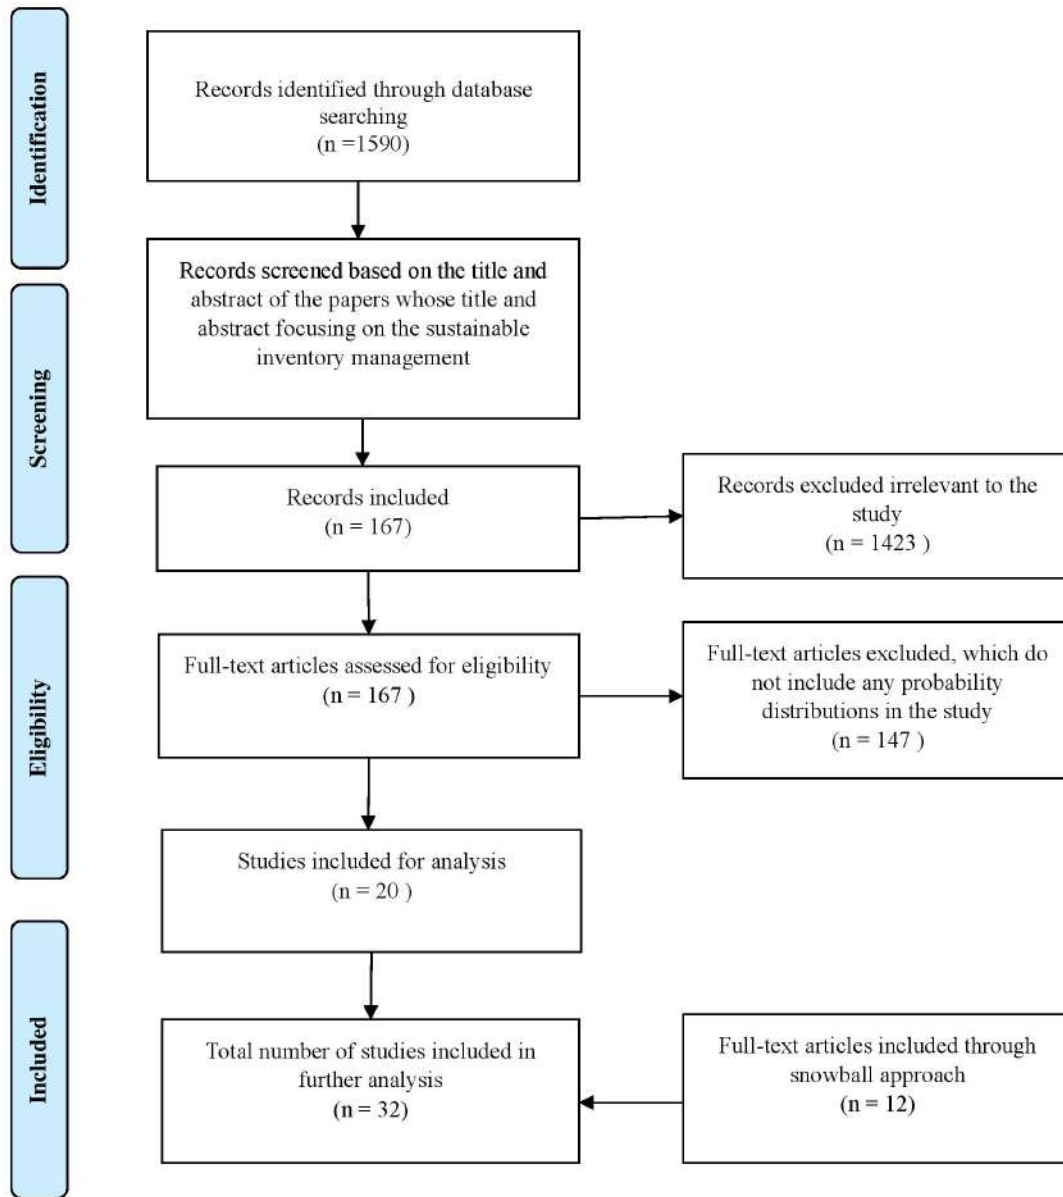 Identification
Records identified through database
searching
(n =1590)
Records screened based on the title and
abstract of the papers whose title and
abstract focusing on the sustainable
inventory management
Screening
Records included
(n = 167)
Records excluded irrelevant to the
study
(n = 1423 )
Eligibility
Full-text articles assessed for eligibility
(n = 167 )
Full-text articles excluded, which do
not include any probability
distributions in the study
(n = 147 )
Studies included for analysis
(n = 20 )
Included
Total number of studies included in
further analysis
(n = 32)
Full-text articles included through
snowball approach
(n = 12)